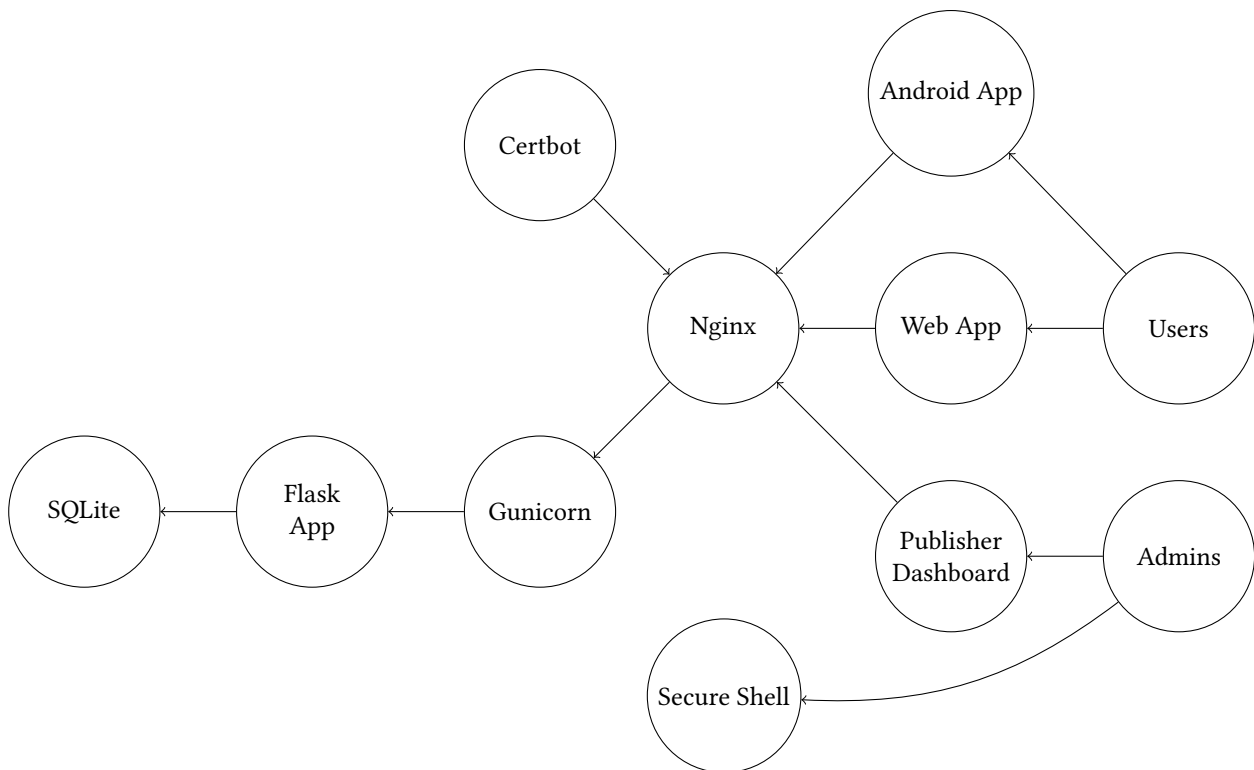 Android App
Certbot
Nginx
Web App
Users
SQLite
Flask
App
Gunicorn
Publisher
Dashboard
Admins
Secure Shell